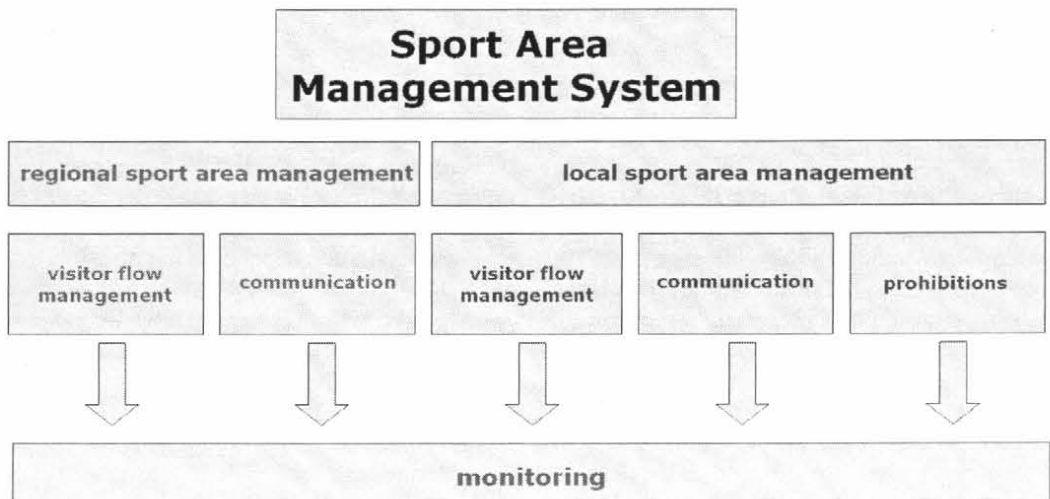 Sport Area
Management System
regional sport area management
local sport area management
visitor flow
management
communication
visitor flow
management
communication
prohibitions
monitoring